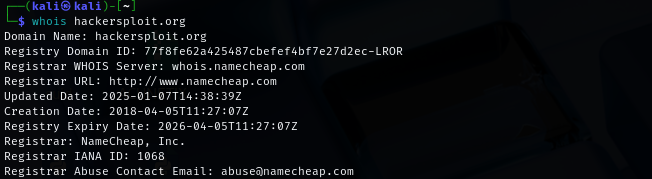 ┌──(kali㉿kali)-[~]
└─$ whois hackersploit.org
Domain Name: hackersploit.org
Registry Domain ID: 77f8fe62a425487cbefef4bf7e27d2ec-LROR
Registrar WHOIS Server: whois.namecheap.com
Registrar URL: http://www.namecheap.com
Updated Date: 2025-01-07T14:38:39Z
Creation Date: 2018-04-05T11:27:07Z
Registry Expiry Date: 2026-04-05T11:27:07Z
Registrar: NameCheap, Inc.
Registrar IANA ID: 1068
Registrar Abuse Contact Email: abuse@namecheap.com